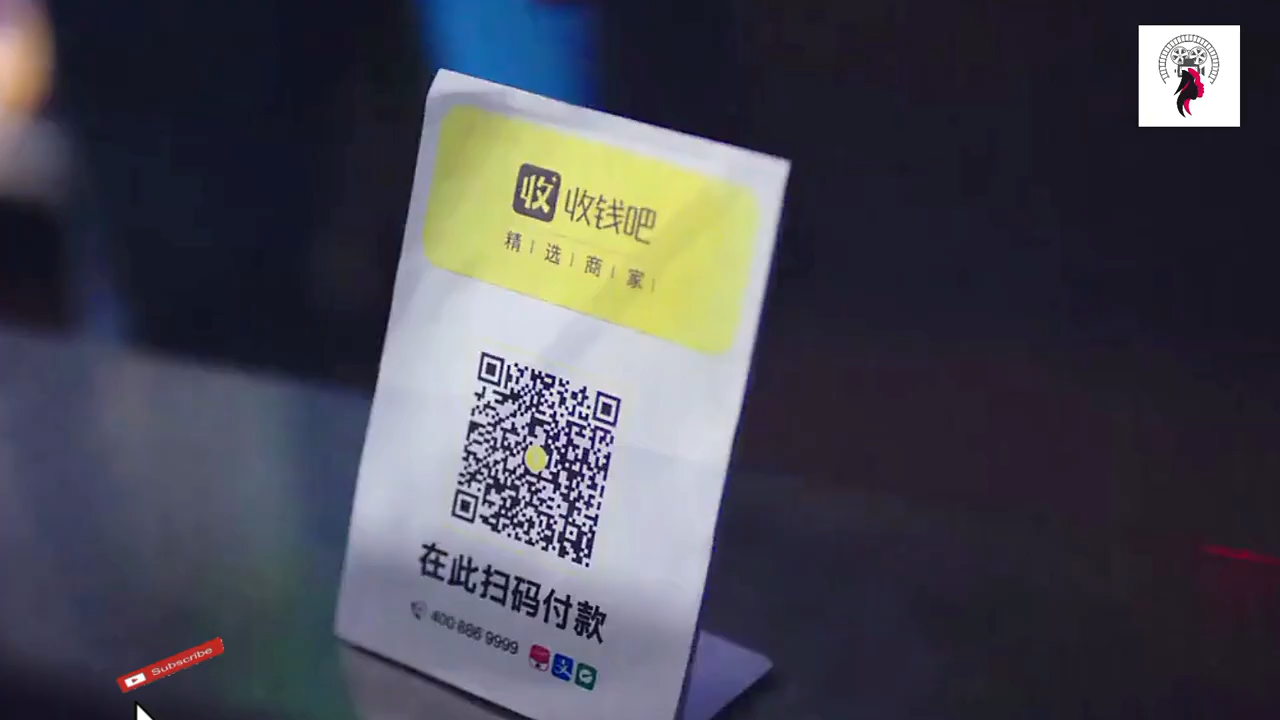 收 收钱吧
精 | 选 | 商 | 家 |
在此扫码付款
400 886 9999
Subscribe